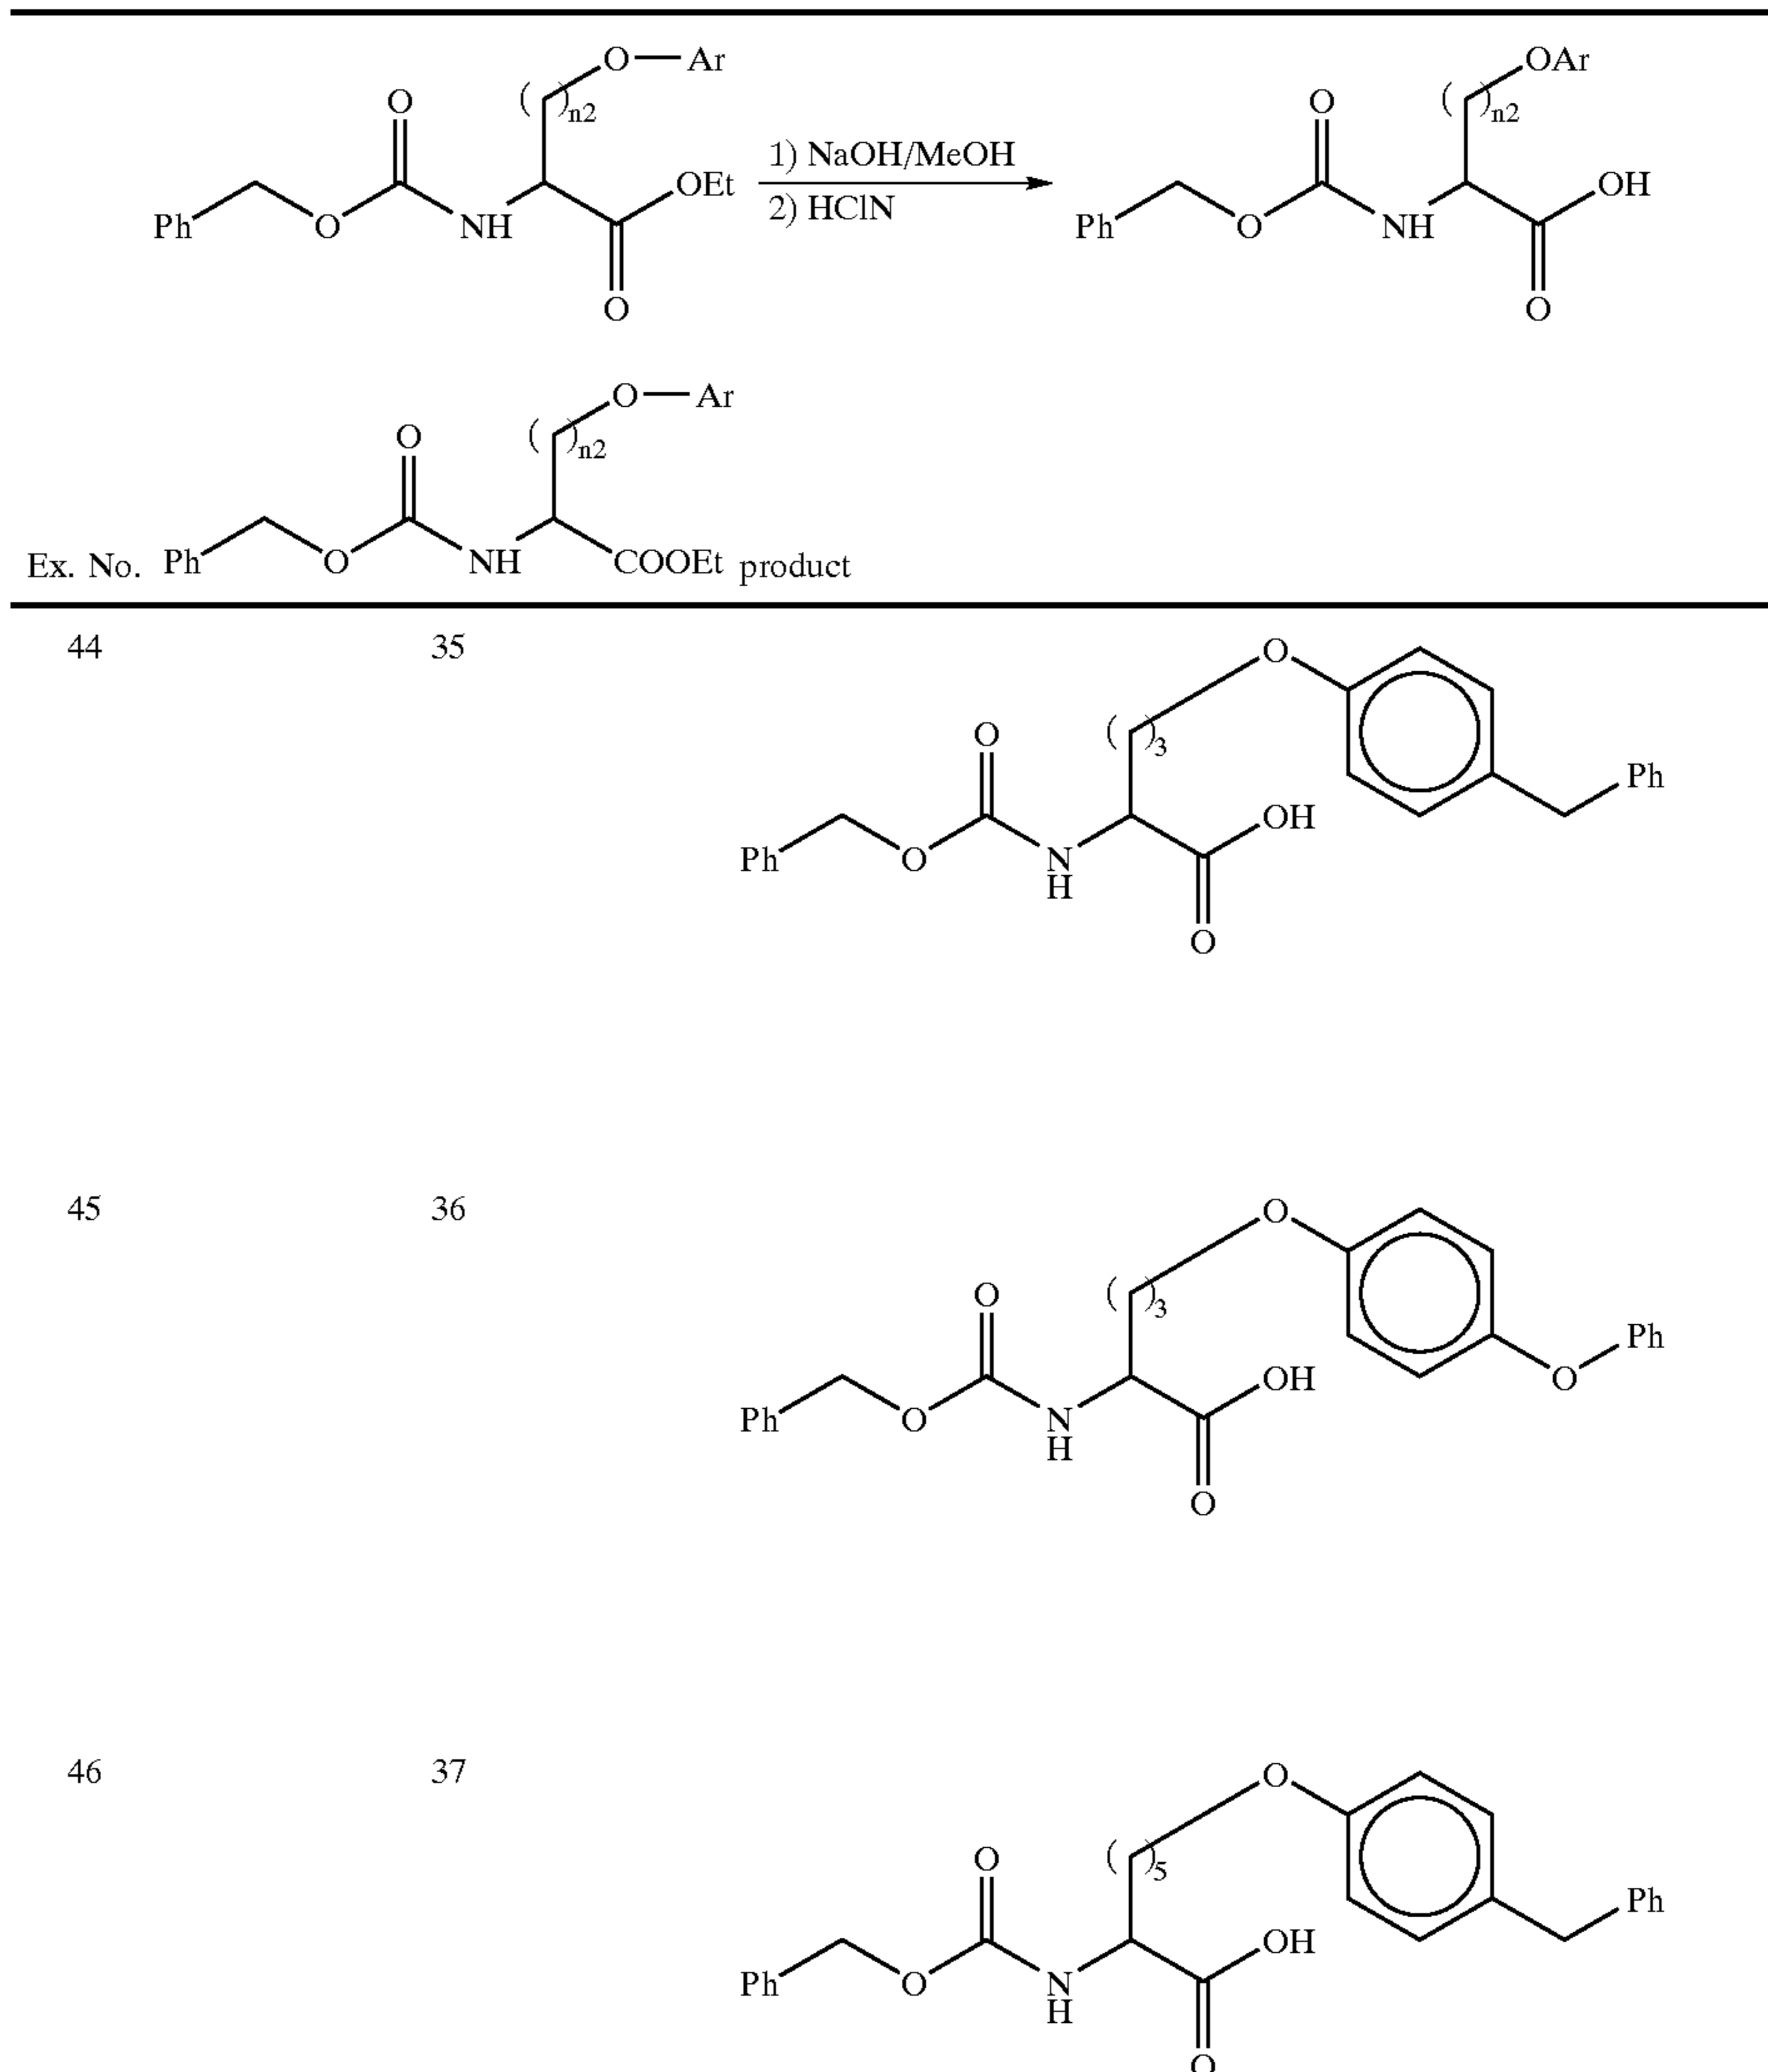 O—Ar
( )n2
O
OEt
Ph O NH
O
1) NaOH/MeOH
2) HClN
OAr
( )n2
O
OH
Ph O NH
O
O—Ar
( )n2
O
Ex. No. Ph O NH COOEt product
44 35
O
( )3
O
Ph
OH
Ph O N
H
O
45 36
O
( )3
O
Ph
O
OH
Ph O N
H
O
46 37
O
( )5
O
Ph
OH
Ph O N
H
O